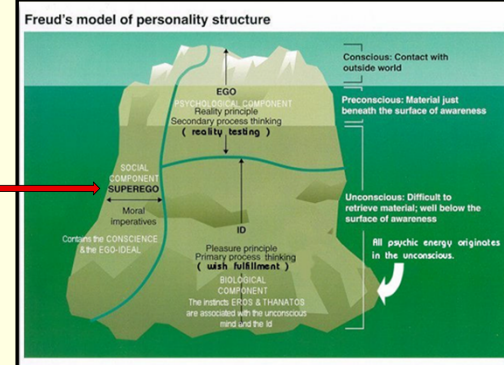 Freud's model of personality structure
Conscious: Contact with
outside world
EGO
PSYCHOLOGICAL COMPONENT
Reality principle
Secondary process thinking
( reality testing )
Preconscious: Material just
beneath the surface of awareness
SOCIAL
COMPONENT
SUPEREGO
Moral
imperatives
Contains the CONSCIENCE
& the EGO-IDEAL
Unconscious: Difficult to
retrieve material; well below the
surface of awareness
ID
Pleasure principle
Primary process thinking
( wish fulfillment )
BIOLOGICAL
COMPONENT
The instincts EROS & THANATOS
are associated with the unconscious
mind and the Id
All psychic energy originates
in the unconscious.